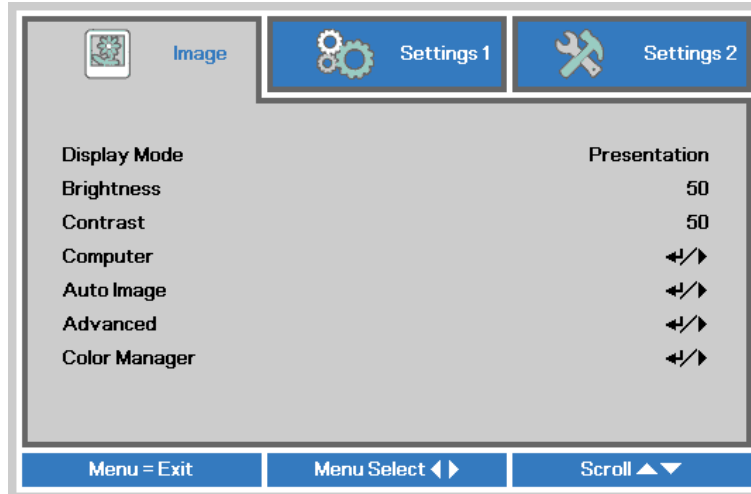 Image Settings 1 Settings 2
Display Mode Presentation
Brightness 50
Contrast 50
Computer ↵/▶
Auto Image ↵/▶
Advanced ↵/▶
Color Manager ↵/▶
Menu = Exit Menu Select ◀▶ Scroll ▲▼